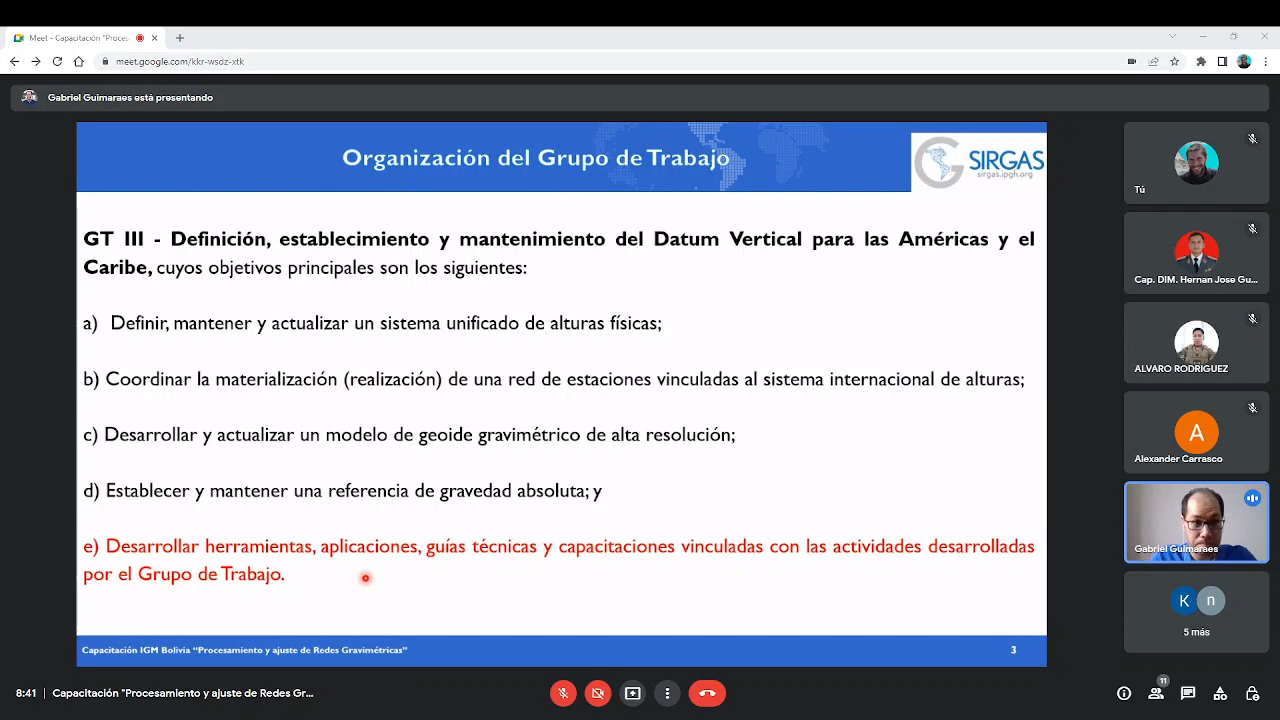 Meet - Capacitación "Proces
meet.google.com/kkr-wsdz-xtk
Gabriel Guimaraes está presentando
Organización del Grupo de Trabajo
SIRGAS
sirgas.ipgh.org
GT III - Definición, establecimiento y mantenimiento del Datum Vertical para las Américas y el
Caribe, cuyos objetivos principales son los siguientes:
a) Definir, mantener y actualizar un sistema unificado de alturas físicas;
b) Coordinar la materialización (realización) de una red de estaciones vinculadas al sistema internacional de alturas;
c) Desarrollar y actualizar un modelo de geoide gravimétrico de alta resolución;
d) Establecer y mantener una referencia de gravedad absoluta; y
e) Desarrollar herramientas, aplicaciones, guías técnicas y capacitaciones vinculadas con las actividades desarrolladas
por el Grupo de Trabajo.
Capacitación IGM Bolivia "Procesamiento y ajuste de Redes Gravimétricas"
3
Tú
Cap. DIM. Hernan Jose Gu...
ALVARO RODRIGUEZ
A
Alexander Carrasco
Gabriel Guimaraes
K
n
5 más
8:41
Capacitación "Procesamiento y ajuste de Redes Gr...
11